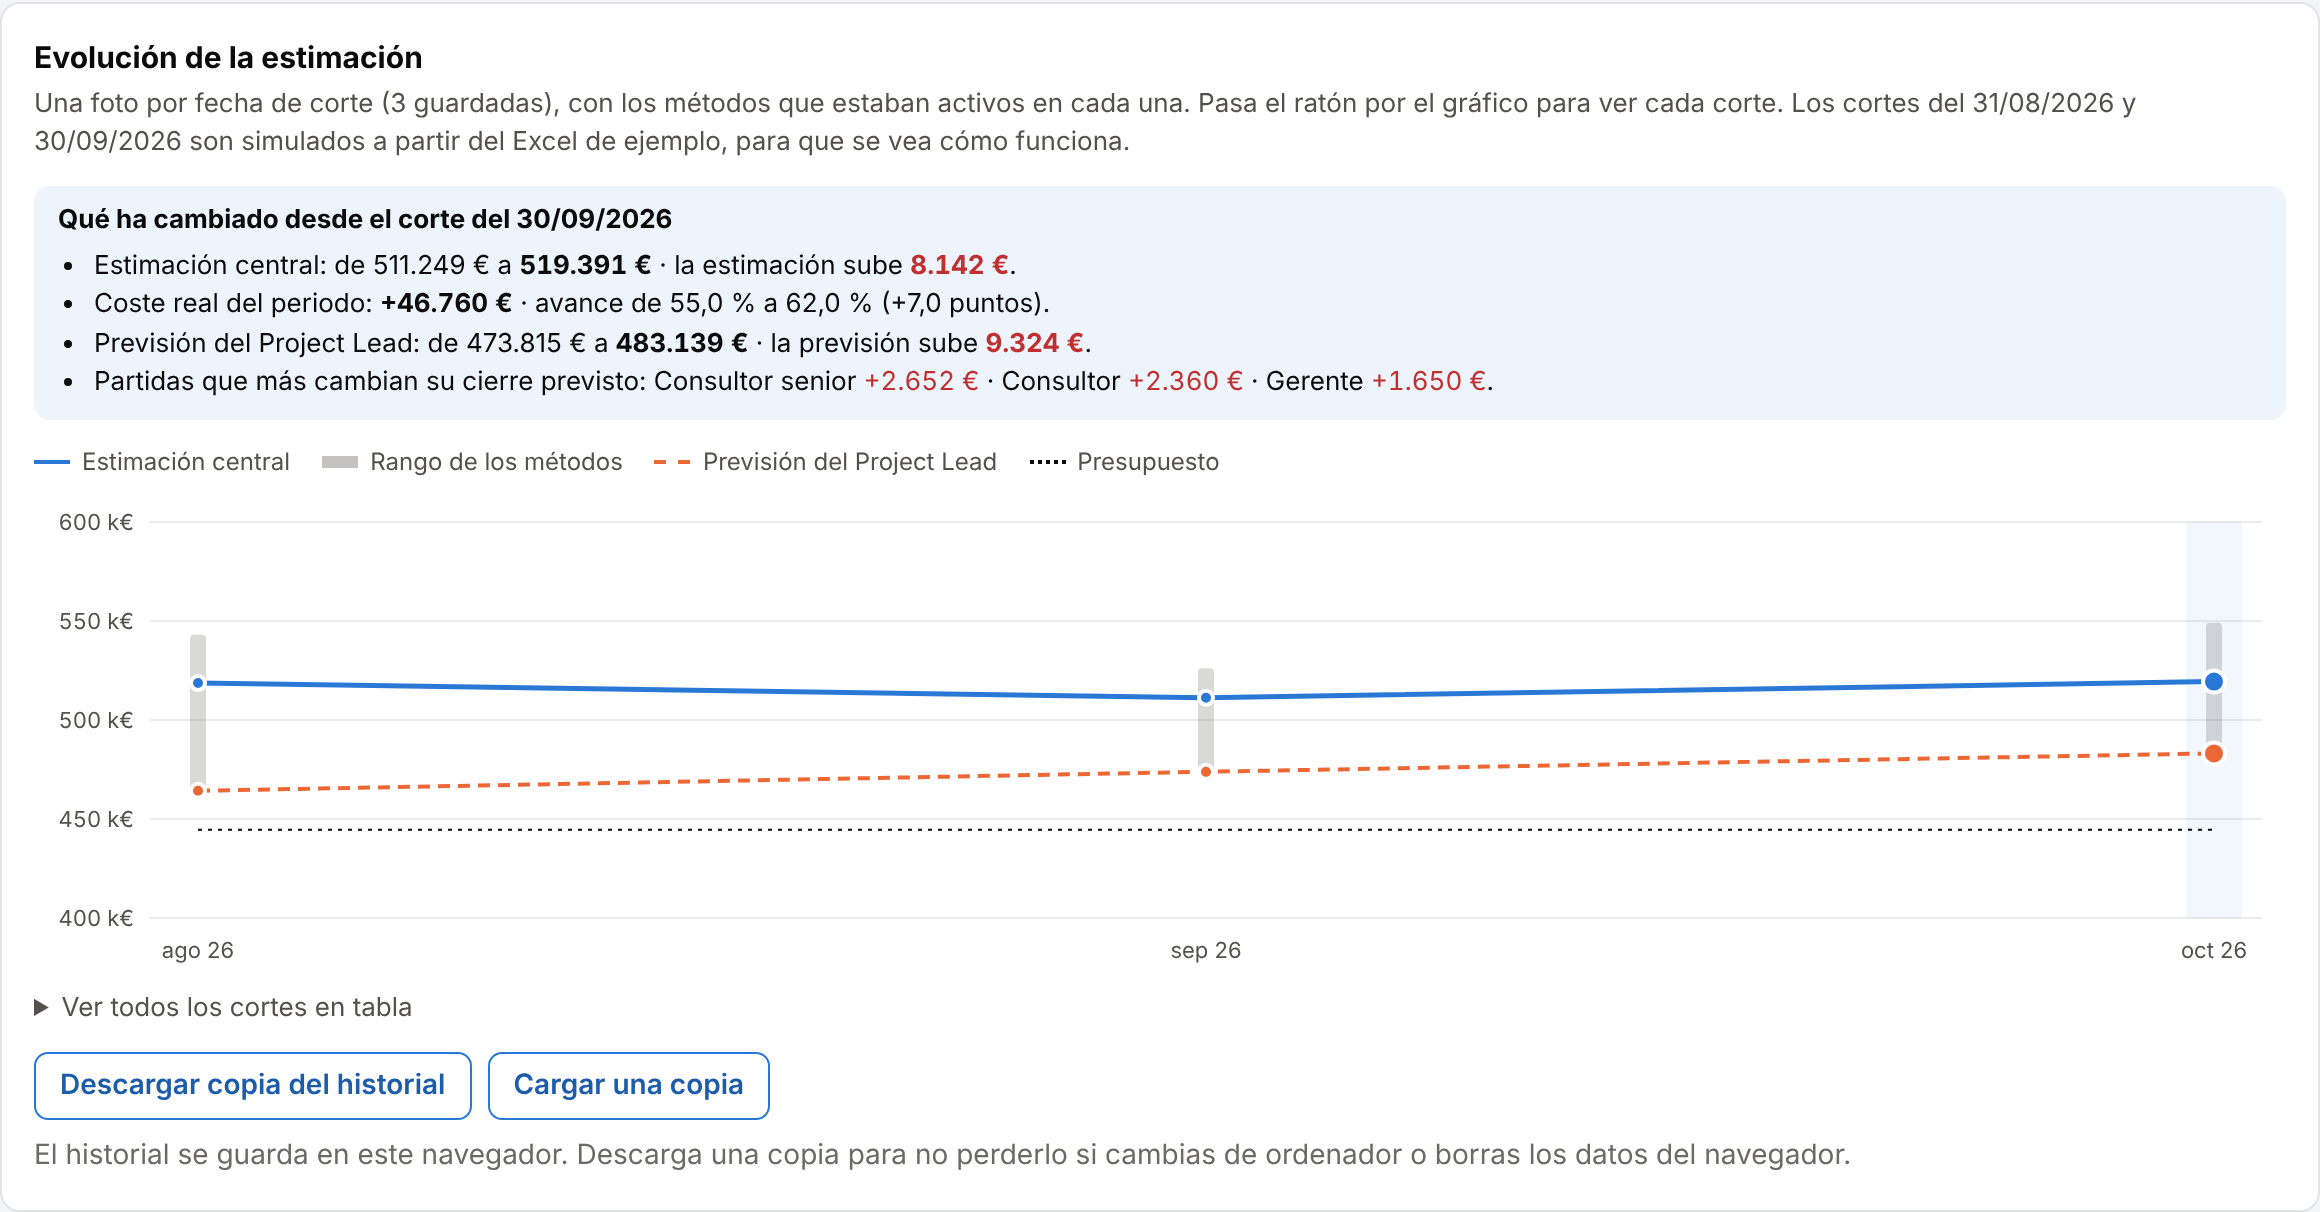 Evolución de la estimación
Una foto por fecha de corte (3 guardadas), con los métodos que estaban activos en cada una. Pasa el ratón por el gráfico para ver cada corte. Los cortes del 31/08/2026 y
30/09/2026 son simulados a partir del Excel de ejemplo, para que se vea cómo funciona.
Qué ha cambiado desde el corte del 30/09/2026
• Estimación central: de 511.249 € a 519.391 € · la estimación sube 8.142 €.
• Coste real del periodo: +46.760 € · avance de 55,0 % a 62,0 % (+7,0 puntos).
• Previsión del Project Lead: de 473.815 € a 483.139 € · la previsión sube 9.324 €.
• Partidas que más cambian su cierre previsto: Consultor senior +2.652 € · Consultor +2.360 € · Gerente +1.650 €.
Estimación central Rango de los métodos Previsión del Project Lead Presupuesto
600 k€
550 k€
500 k€
450 k€
400 k€
ago 26 sep 26 oct 26
▶ Ver todos los cortes en tabla
Descargar copia del historial Cargar una copia
El historial se guarda en este navegador. Descarga una copia para no perderlo si cambias de ordenador o borras los datos del navegador.